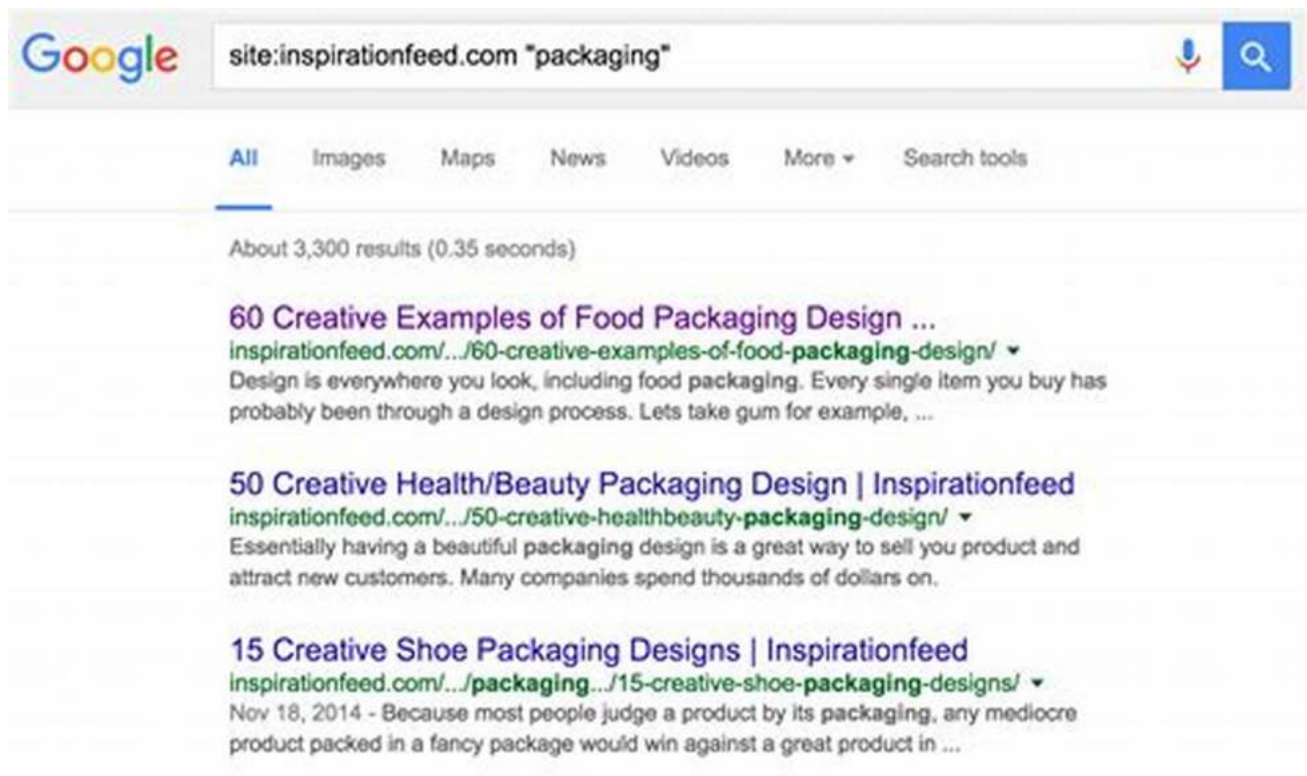 Google site:inspirationfeed.com "packaging"
All Images Maps News Videos More Search tools
About 3,300 results (0.35 seconds)
60 Creative Examples of Food Packaging Design ...
inspirationfeed.com/.../60-creative-examples-of-food-packaging-design/
Design is everywhere you look, including food packaging. Every single item you buy has
probably been through a design process. Lets take gum for example, ...
50 Creative Health/Beauty Packaging Design | Inspirationfeed
inspirationfeed.com/.../50-creative-healthbeauty-packaging-design/
Essentially having a beautiful packaging design is a great way to sell you product and
attract new customers. Many companies spend thousands of dollars on.
15 Creative Shoe Packaging Designs | Inspirationfeed
inspirationfeed.com/.../packaging.../15-creative-shoe-packaging-designs/
Nov 18, 2014 - Because most people judge a product by its packaging, any mediocre
product packed in a fancy package would win against a great product in ...